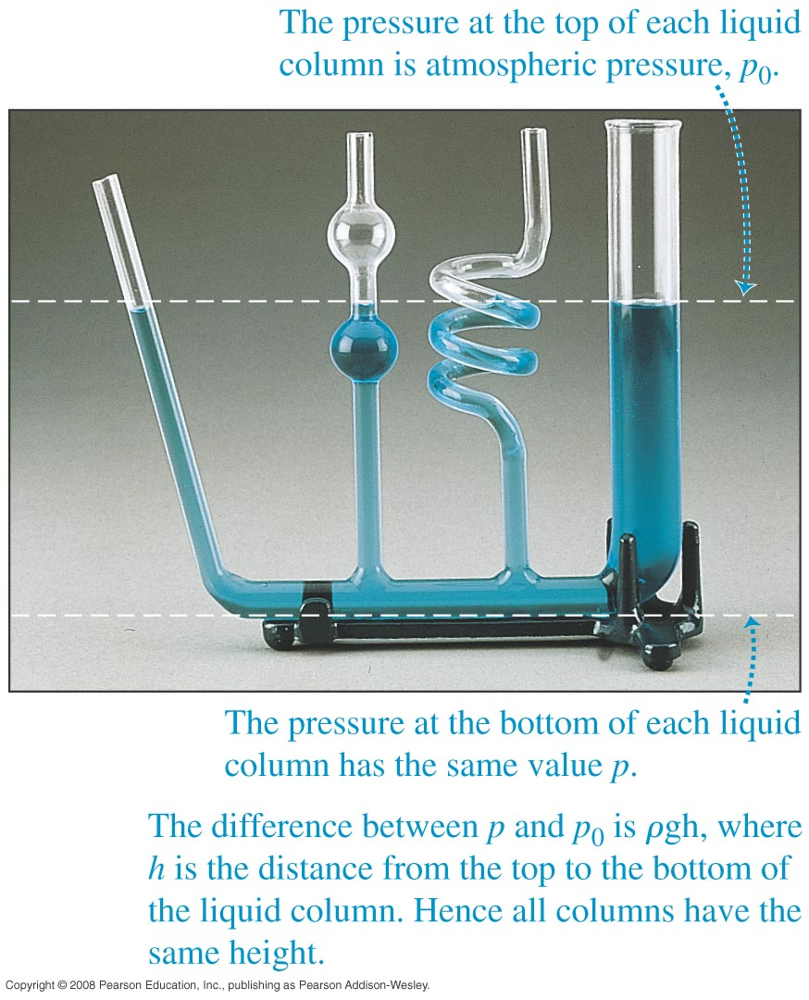 The pressure at the top of each liquid
column is atmospheric pressure, p₀.
The pressure at the bottom of each liquid
column has the same value p.
The difference between p and p₀ is ρgh, where
h is the distance from the top to the bottom of
the liquid column. Hence all columns have the
same height.
Copyright © 2008 Pearson Education, Inc., publishing as Pearson Addison-Wesley.